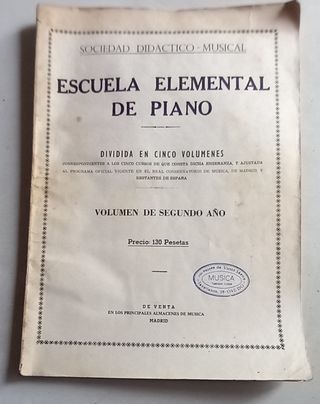 SOCIEDAD DIDACTICO - MUSICAL
ESCUELA ELEMENTAL
DE PIANO
DIVIDIDA EN CINCO VOLUMENES
CORRESPONDIENTES A LOS CINCO CURSOS DE QUE CONSTA DICHA ENSEÑANZA, Y AJUSTADA
AL PROGRAMA OFICIAL VIGENTE EN EL REAL CONSERVATORIO DE MUSICA, DE MADRID, Y
RESTANTES DE ESPAÑA
VOLUMEN DE SEGUNDO AÑO
Precio: 130 Pesetas
MUSICA
DE VENTA
EN LOS PRINCIPALES ALMACENES DE MUSICA
MADRID